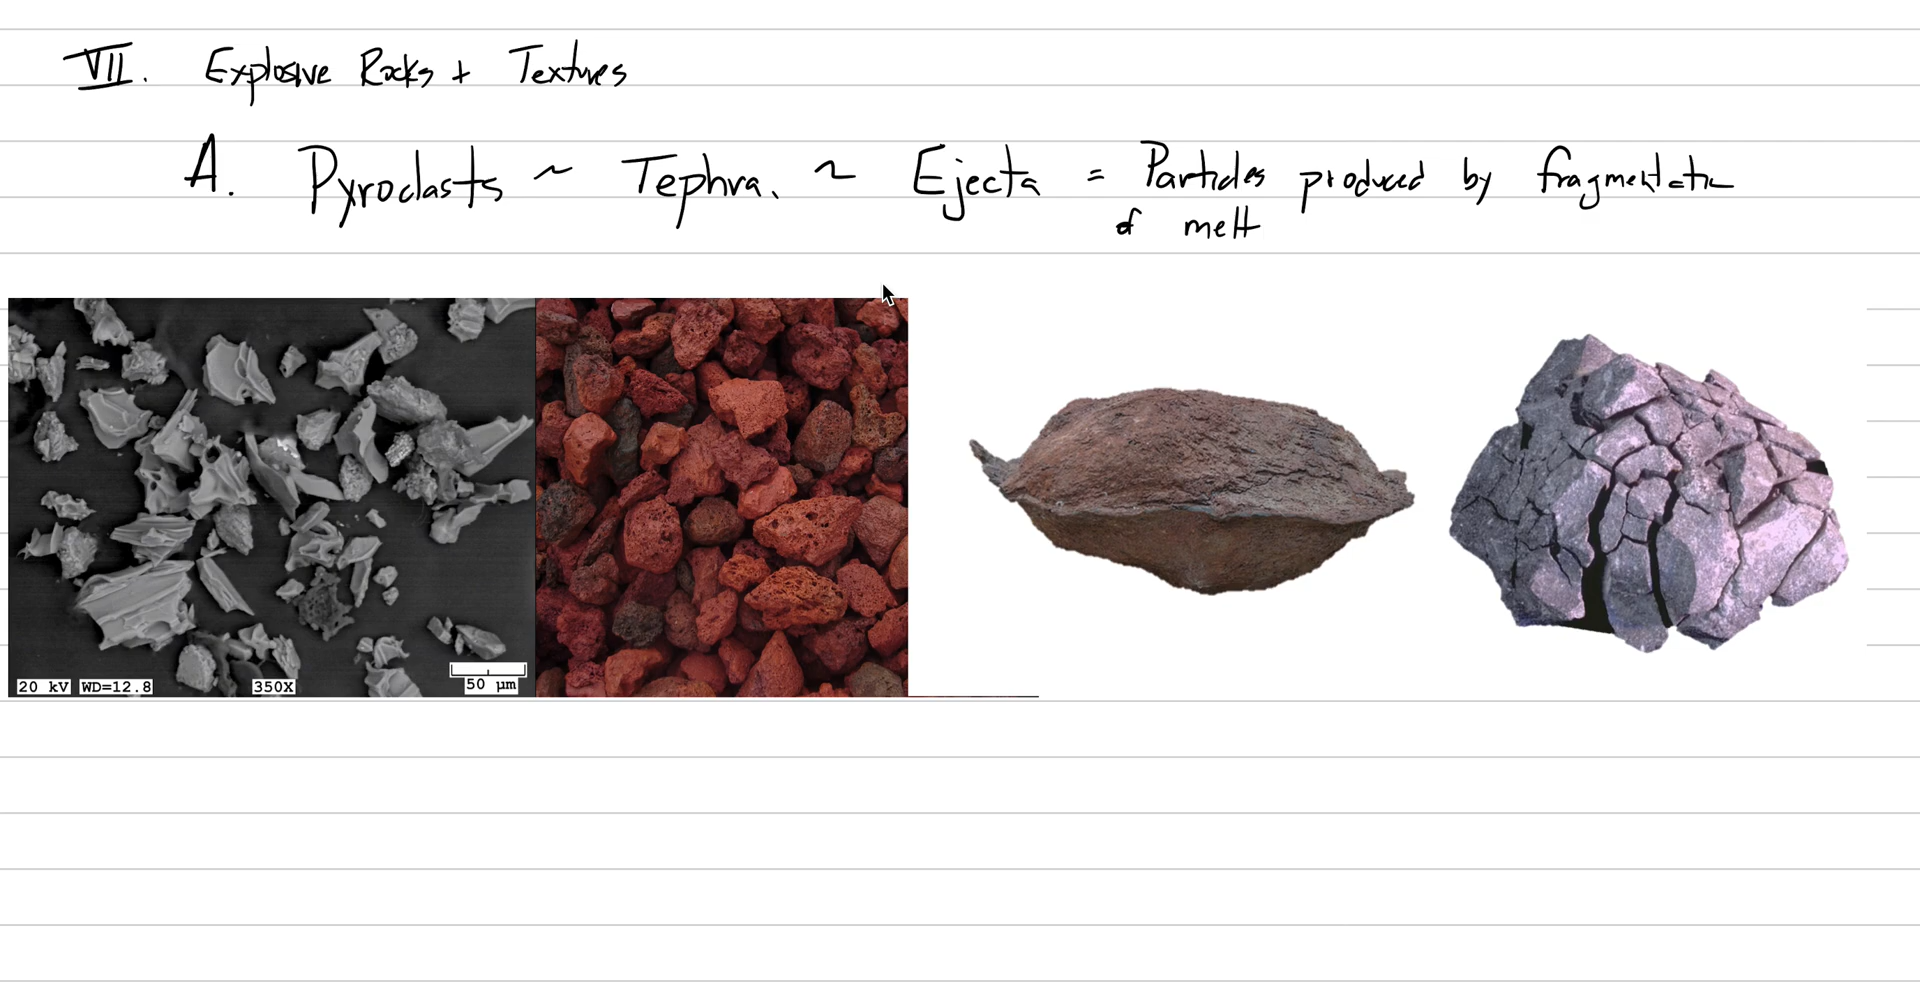 VII. Explosive Rocks + Textures
A. Pyroclasts ~ Tephra. ~ Ejecta = Particles produced by fragmentation
of melt
20 kV WD=12.8 350X 50 µm